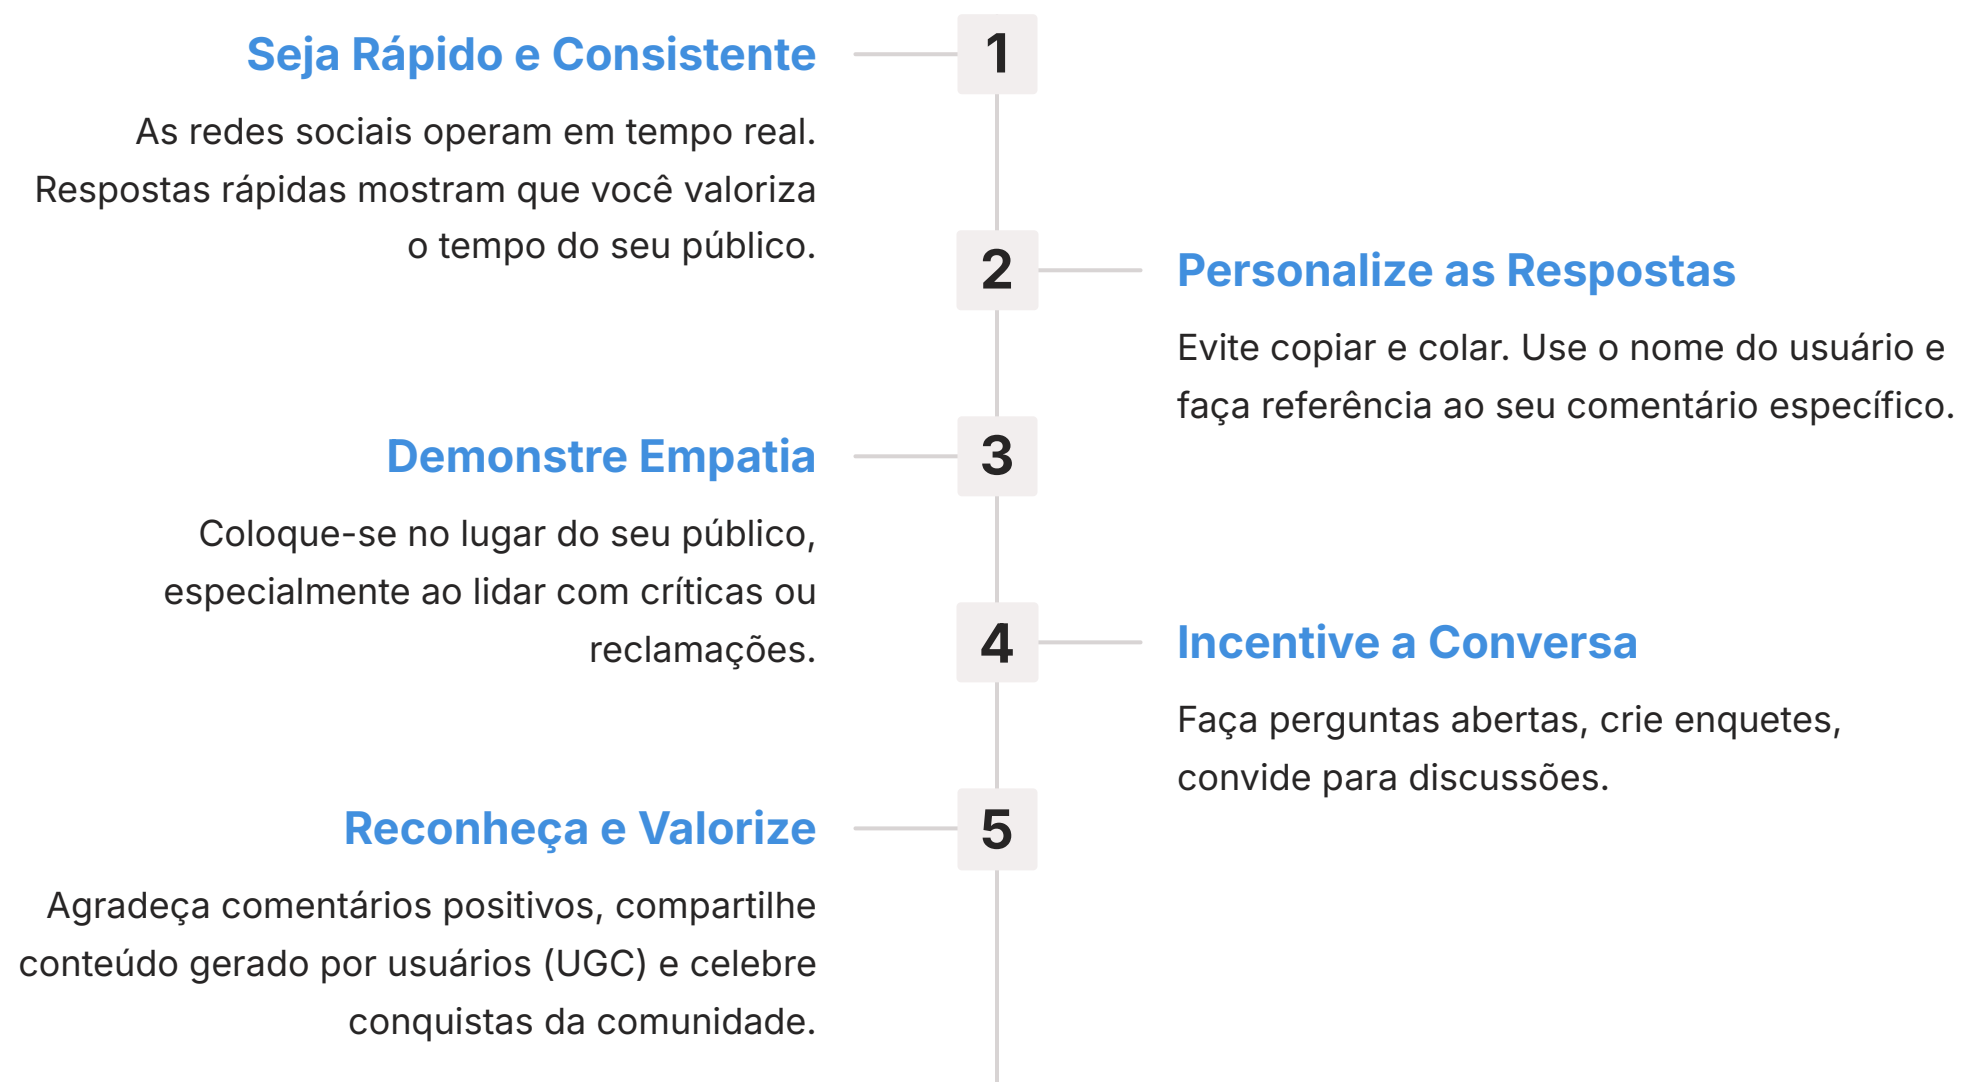 1
Seja Rápido e Consistente
As redes sociais operam em tempo real.
Respostas rápidas mostram que você valoriza
o tempo do seu público.
2
Personalize as Respostas
Evite copiar e colar. Use o nome do usuário e
faça referência ao seu comentário específico.
3
Demonstre Empatia
Coloque-se no lugar do seu público,
especialmente ao lidar com críticas ou
reclamações.
4
Incentive a Conversa
Faça perguntas abertas, crie enquetes,
convide para discussões.
5
Reconheça e Valorize
Agradeça comentários positivos, compartilhe
conteúdo gerado por usuários (UGC) e celebre
conquistas da comunidade.